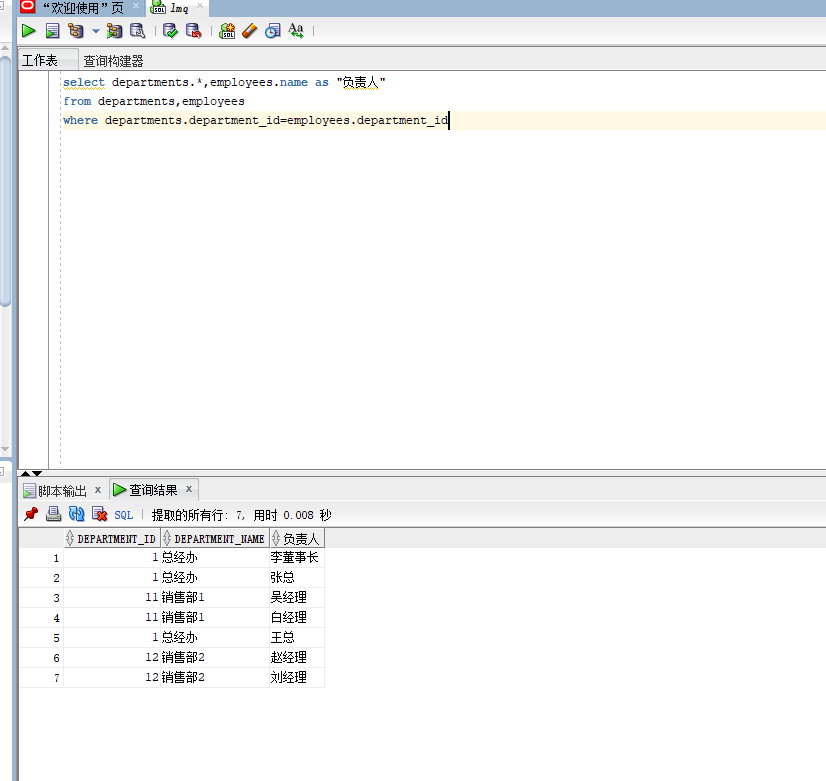 “欢迎使用”页 lmq
工作表 查询构建器
select departments.*,employees.name as "负责人"
from departments,employees
where departments.department_id=employees.department_id
脚本输出 x 查询结果 x
SQL | 提取的所有行: 7, 用时 0.008 秒
DEPARTMENT_ID DEPARTMENT_NAME 负责人
1 1 总经办 李董事长
2 1 总经办 张总
3 11 销售部1 吴经理
4 11 销售部1 白经理
5 1 总经办 王总
6 12 销售部2 赵经理
7 12 销售部2 刘经理